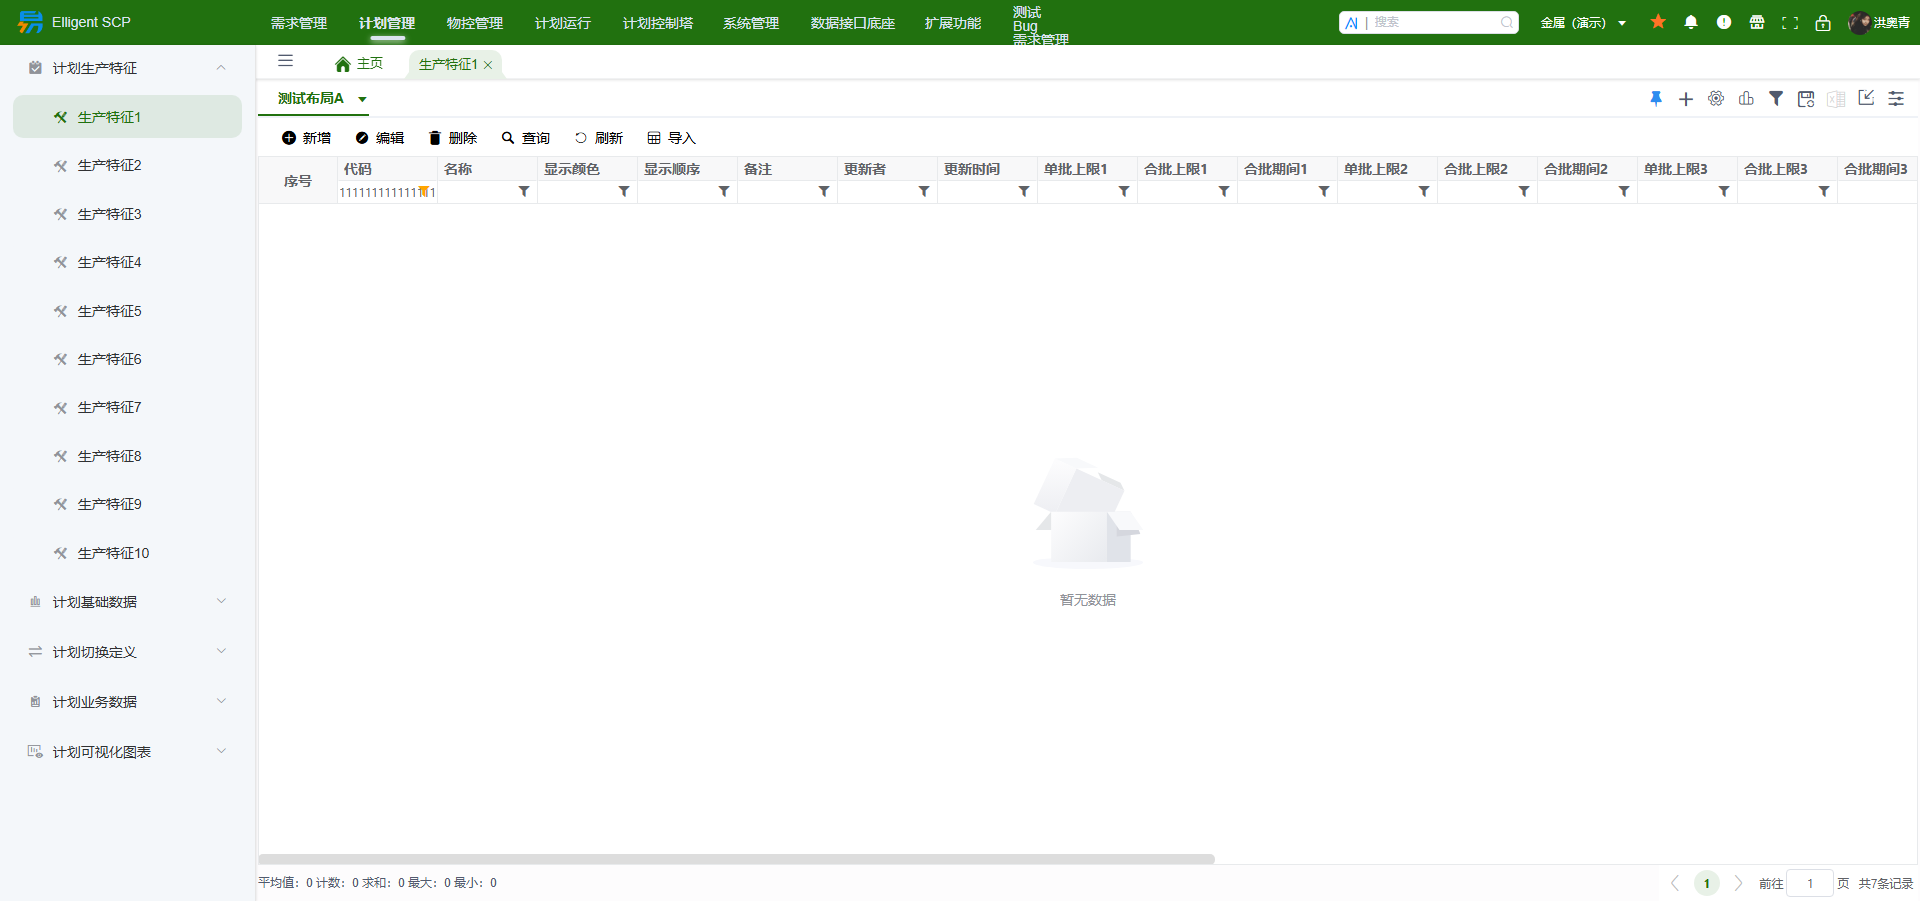 Elligent SCP
需求管理
计划管理
物控管理
计划运行
计划控制塔
系统管理
数据接口底座
扩展功能
测试
Bug
需求管理
AI | 搜索
金属（演示）
洪奥青
计划生产特征
生产特征1
生产特征2
生产特征3
生产特征4
生产特征5
生产特征6
生产特征7
生产特征8
生产特征9
生产特征10
计划基础数据
计划切换定义
计划业务数据
计划可视化图表
主页
生产特征1
测试布局A
新增
编辑
删除
查询
刷新
导入
序号 代码 名称 显示颜色 显示顺序 备注 更新者 更新时间 单批上限1 合批上限1 合批期间1 单批上限2 合批上限2 合批期间2 单批上限3 合批上限3 合批期间3
暂无数据
平均值：0 计数：0 求和：0 最大：0 最小：0
1
前往 1 页 共7条记录